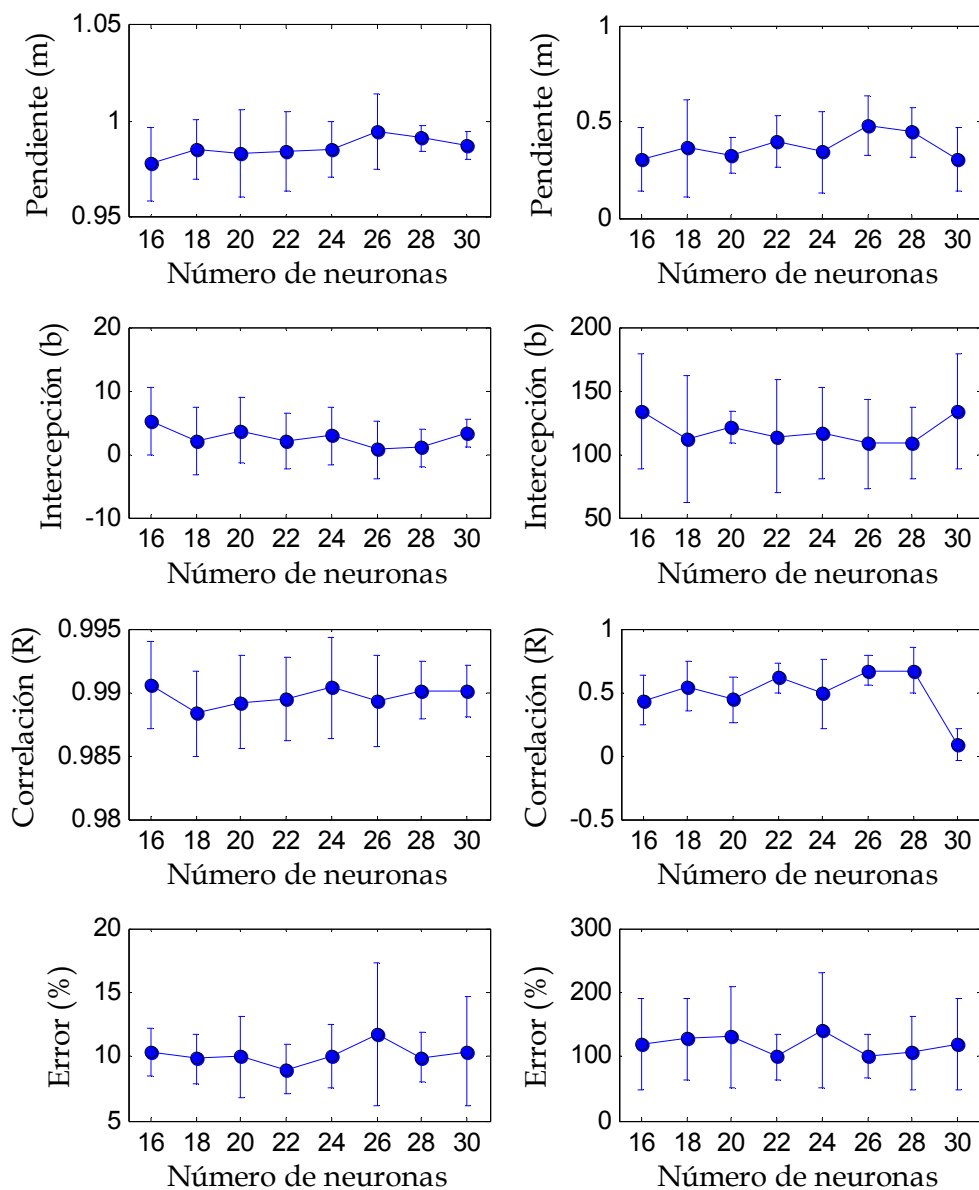 Pendiente (m)
1.05
1
0.95
16 18 20 22 24 26 28 30
Número de neuronas
Pendiente (m)
1
0.5
0
16 18 20 22 24 26 28 30
Número de neuronas
Intercepción (b)
20
10
0
-10
16 18 20 22 24 26 28 30
Número de neuronas
Intercepción (b)
200
150
100
50
16 18 20 22 24 26 28 30
Número de neuronas
Correlación (R)
0.995
0.99
0.985
0.98
16 18 20 22 24 26 28 30
Número de neuronas
Correlación (R)
1
0.5
0
-0.5
16 18 20 22 24 26 28 30
Número de neuronas
Error (%)
20
15
10
5
16 18 20 22 24 26 28 30
Número de neuronas
Error (%)
300
200
100
0
16 18 20 22 24 26 28 30
Número de neuronas